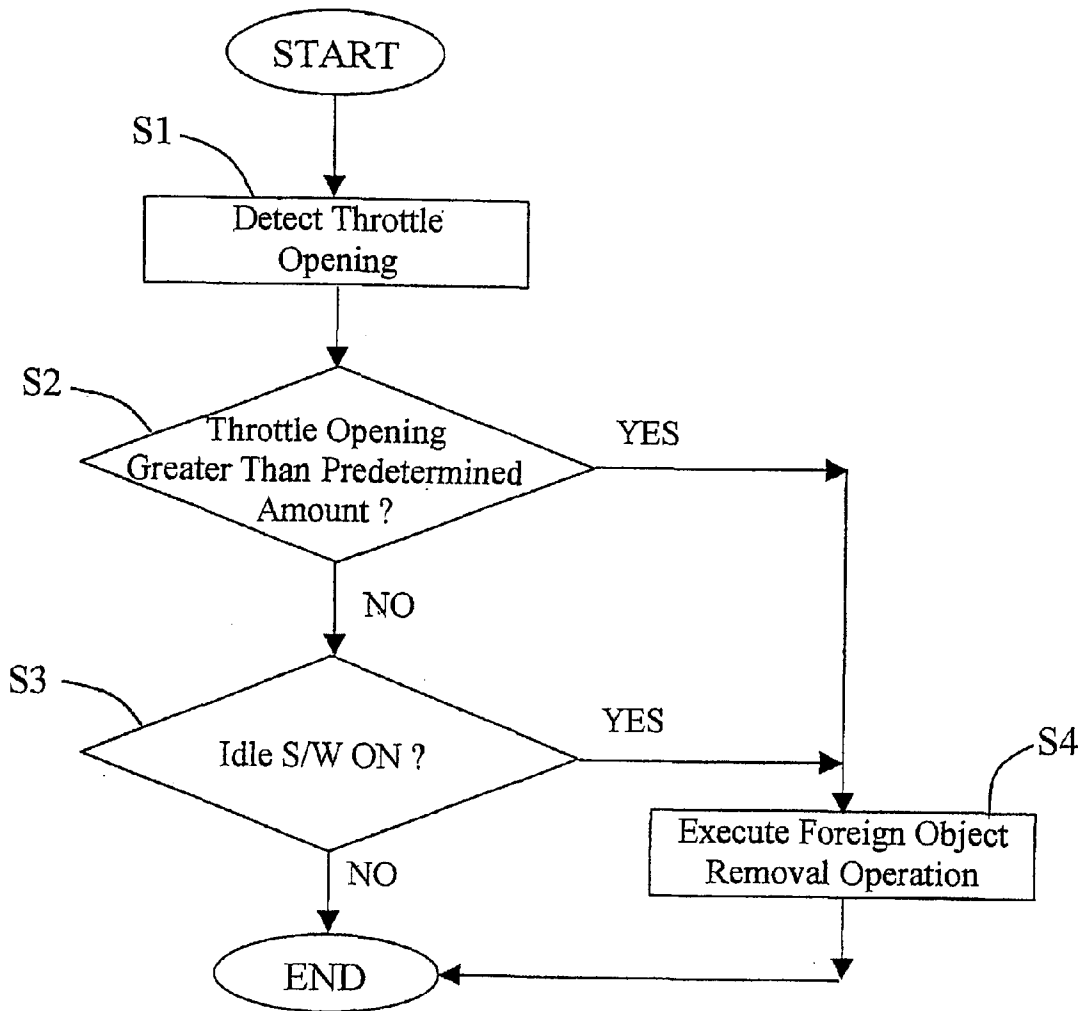 START
S1
Detect Throttle
Opening
S2
Throttle Opening
Greater Than Predetermined
Amount ?
YES
NO
S3
Idle S/W ON ?
YES
S4
Execute Foreign Object
Removal Operation
NO
END